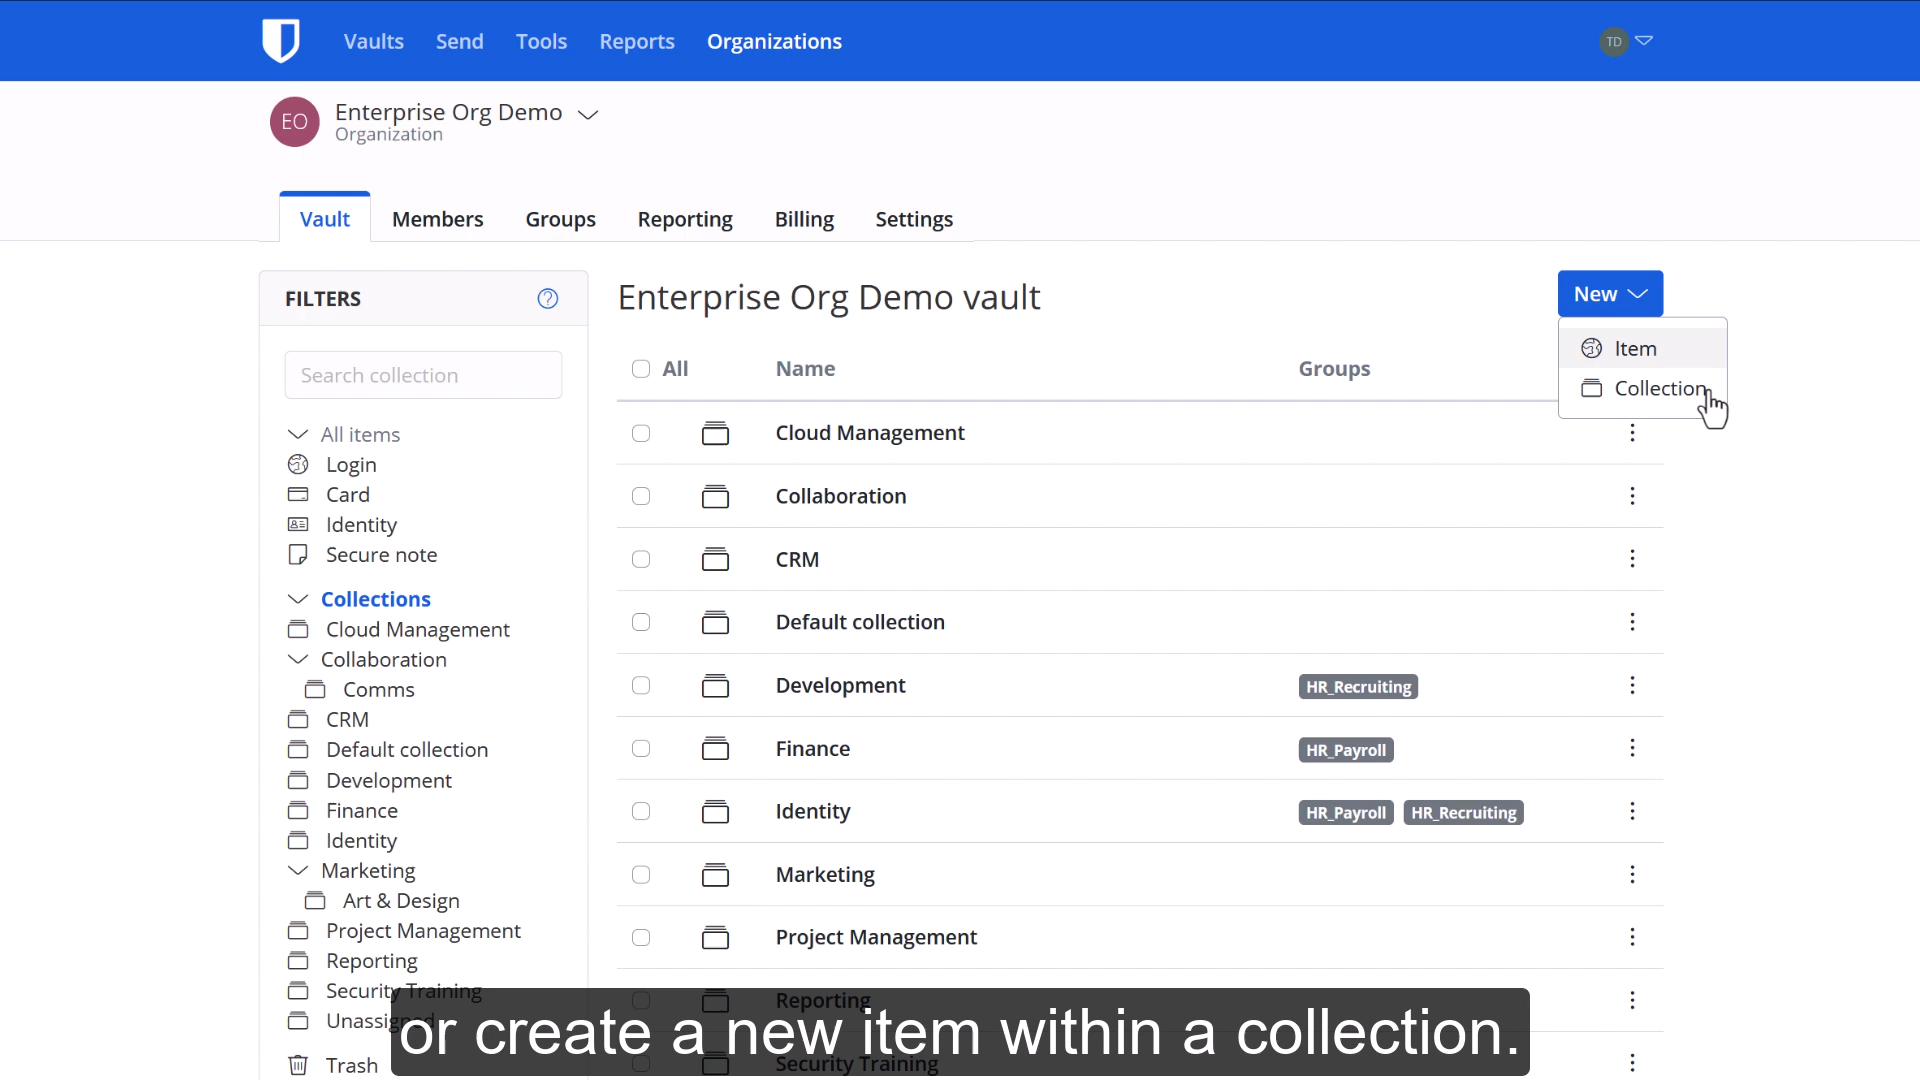 Vaults Send Tools Reports Organizations TD
EO Enterprise Org Demo
Organization
Vault Members Groups Reporting Billing Settings
FILTERS
Search collection
All items
Login
Card
Identity
Secure note
Collections
Cloud Management
Collaboration
Comms
CRM
Default collection
Development
Finance
Identity
Marketing
Art & Design
Project Management
Reporting
Security Training
Unassigned
Trash
Enterprise Org Demo vault
New
Item
Collection
All Name Groups
Cloud Management
Collaboration
CRM
Default collection
Development HR_Recruiting
Finance HR_Payroll
Identity HR_Payroll HR_Recruiting
Marketing
Project Management
Reporting
Security Training
or create a new item within a collection.